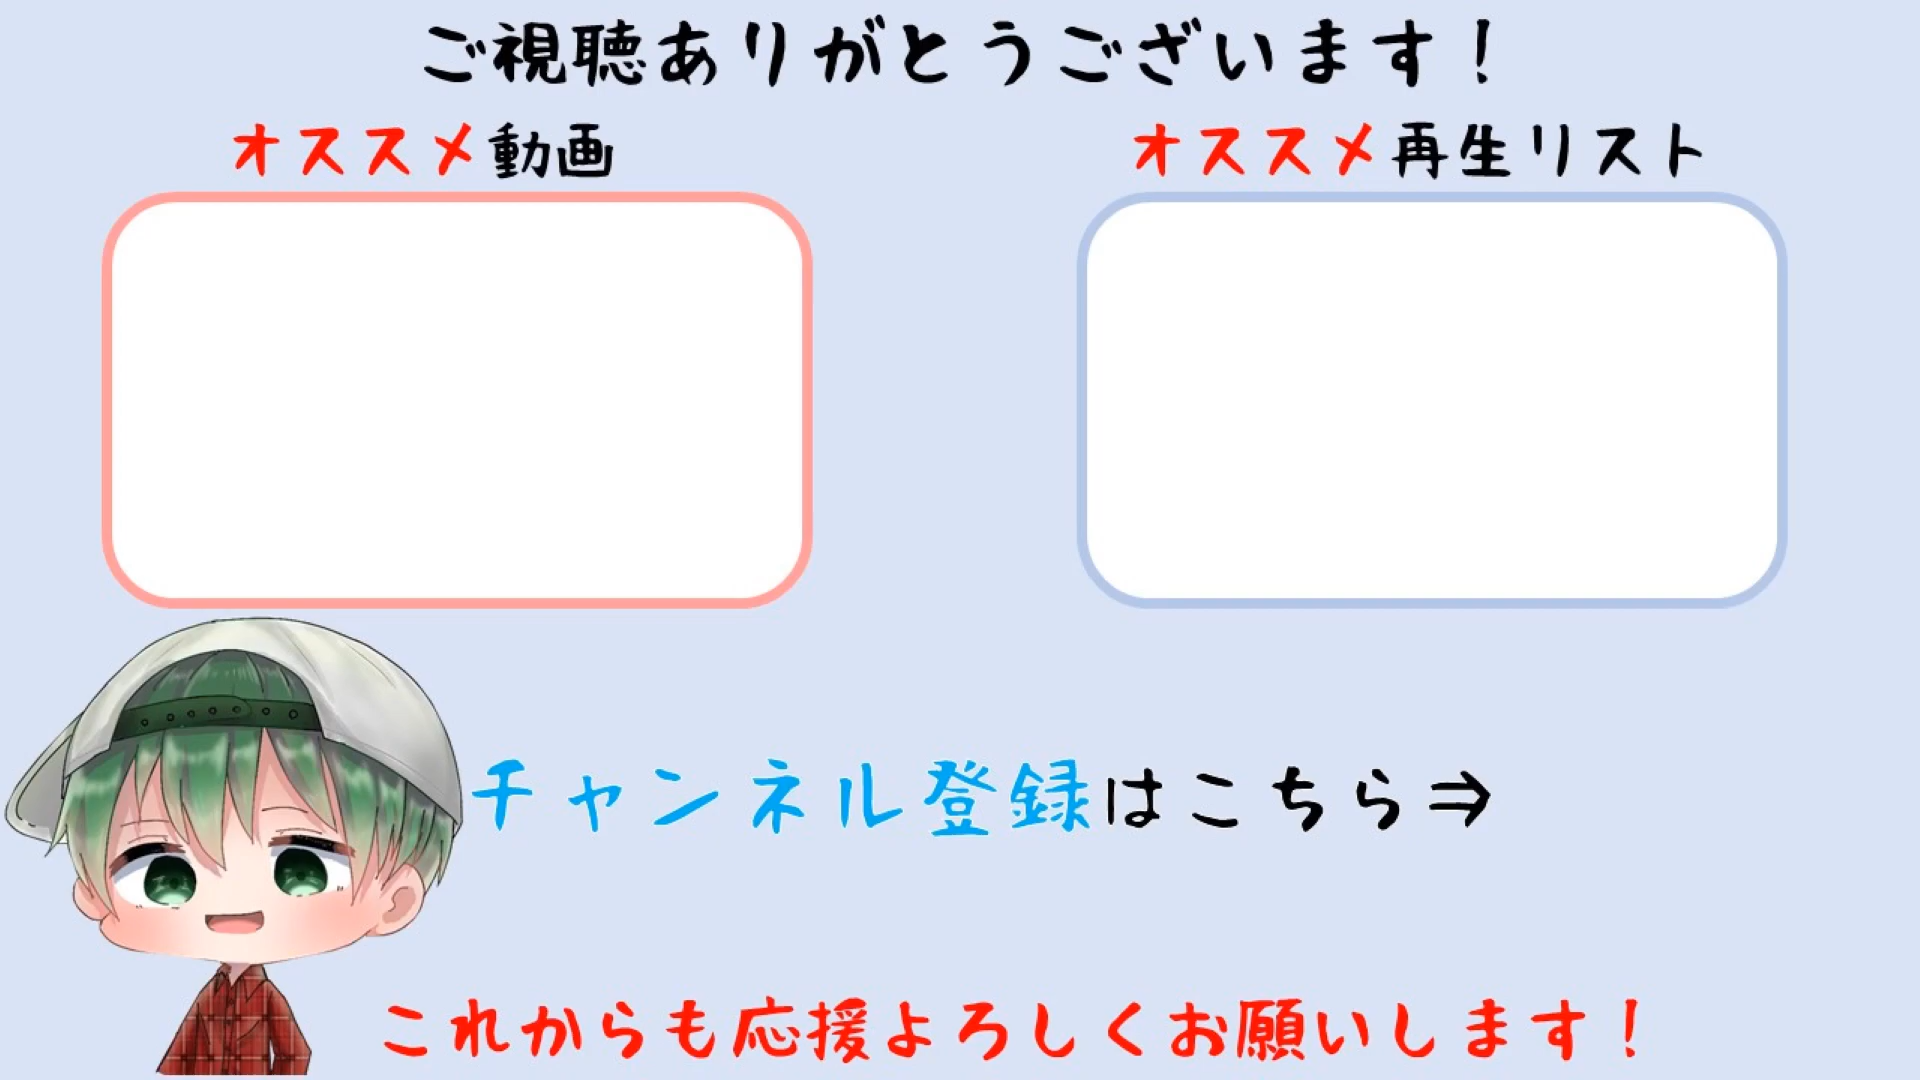 ご視聴ありがとうございます！
オススメ動画
オススメ再生リスト
チャンネル登録はこちら⇒
これからも応援よろしくお願いします！